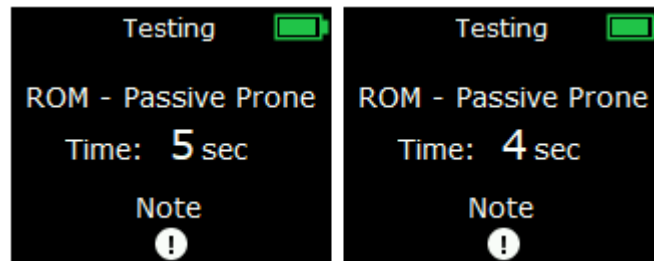 Testing
ROM - Passive Prone
Time: 5 sec
Note
!
Testing
ROM - Passive Prone
Time: 4 sec
Note
!